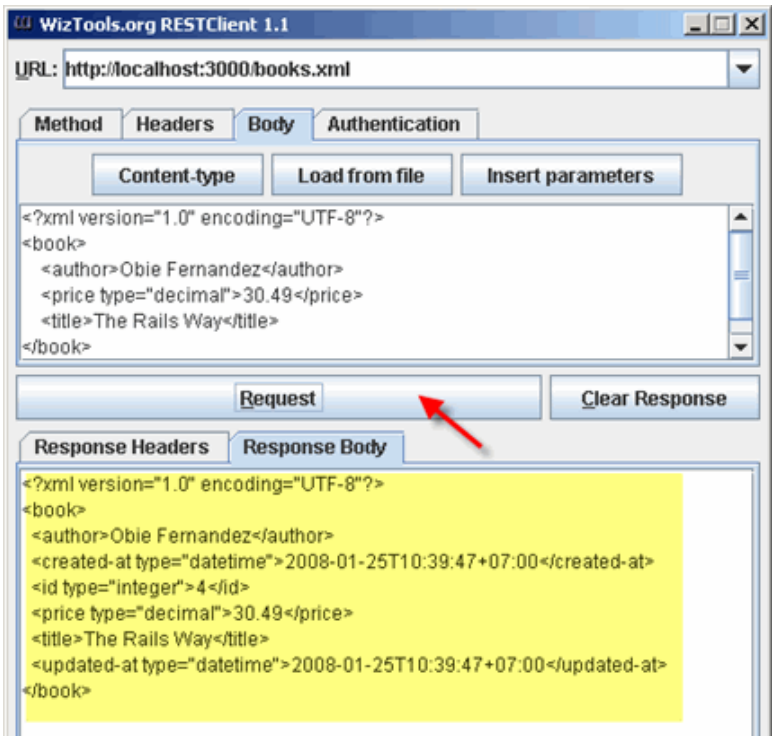 WizTools.org RESTClient 1.1
URL: http://localhost:3000/books.xml
Method Headers Body Authentication
Content-type Load from file Insert parameters
<?xml version="1.0" encoding="UTF-8"?>
<book>
<author>Obie Fernandez</author>
<price type="decimal">30.49</price>
<title>The Rails Way</title>
</book>
Request Clear Response
Response Headers Response Body
<?xml version="1.0" encoding="UTF-8"?>
<book>
<author>Obie Fernandez</author>
<created-at type="datetime">2008-01-25T10:39:47+07:00</created-at>
<id type="integer">4</id>
<price type="decimal">30.49</price>
<title>The Rails Way</title>
<updated-at type="datetime">2008-01-25T10:39:47+07:00</updated-at>
</book>